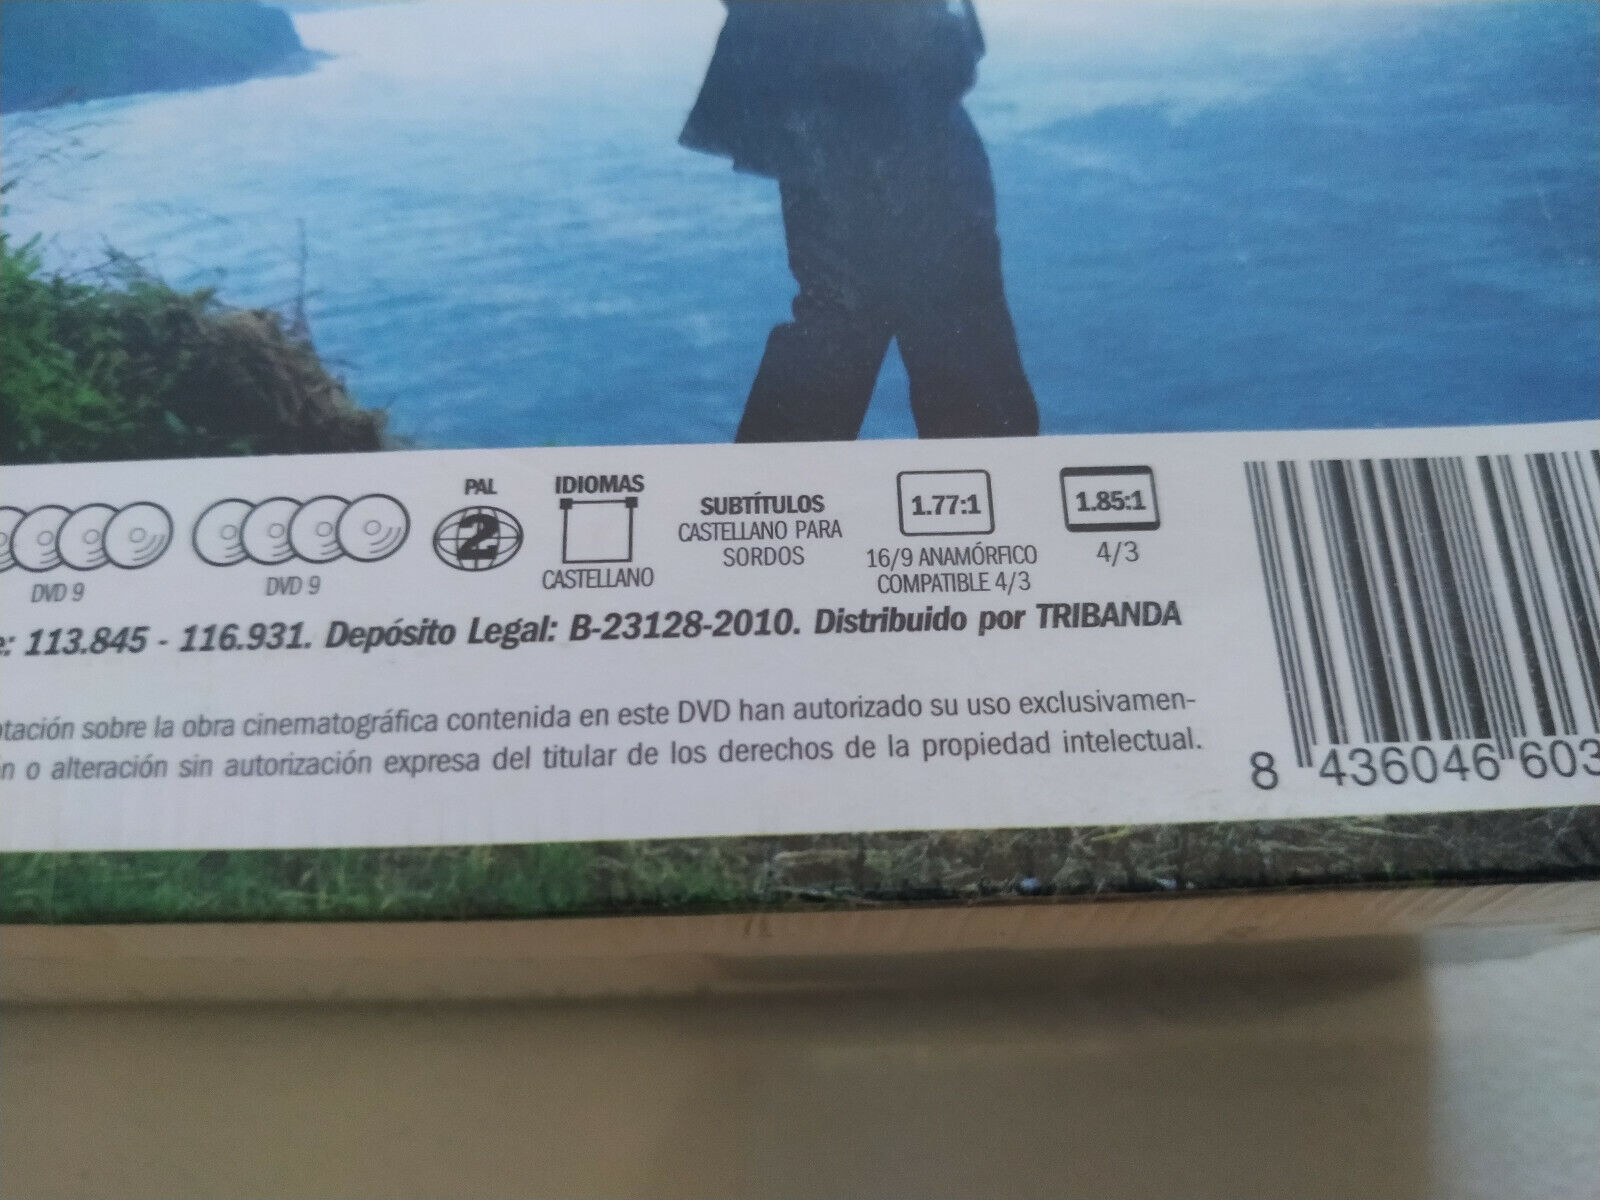 PAL
2
IDIOMAS
CASTELLANO
SUBTÍTULOS
CASTELLANO PARA
SORDOS
1.77:1
16/9 ANAMÓRFICO
COMPATIBLE 4/3
1.85:1
4/3
DVD 9
DVD 9
113.845 - 116.931. Depósito Legal: B-23128-2010. Distribuido por TRIBANDA
sobre la obra cinematográfica contenida en este DVD han autorizado su uso exclusivamen-
o alteración sin autorización expresa del titular de los derechos de la propiedad intelectual.
8 436046 603